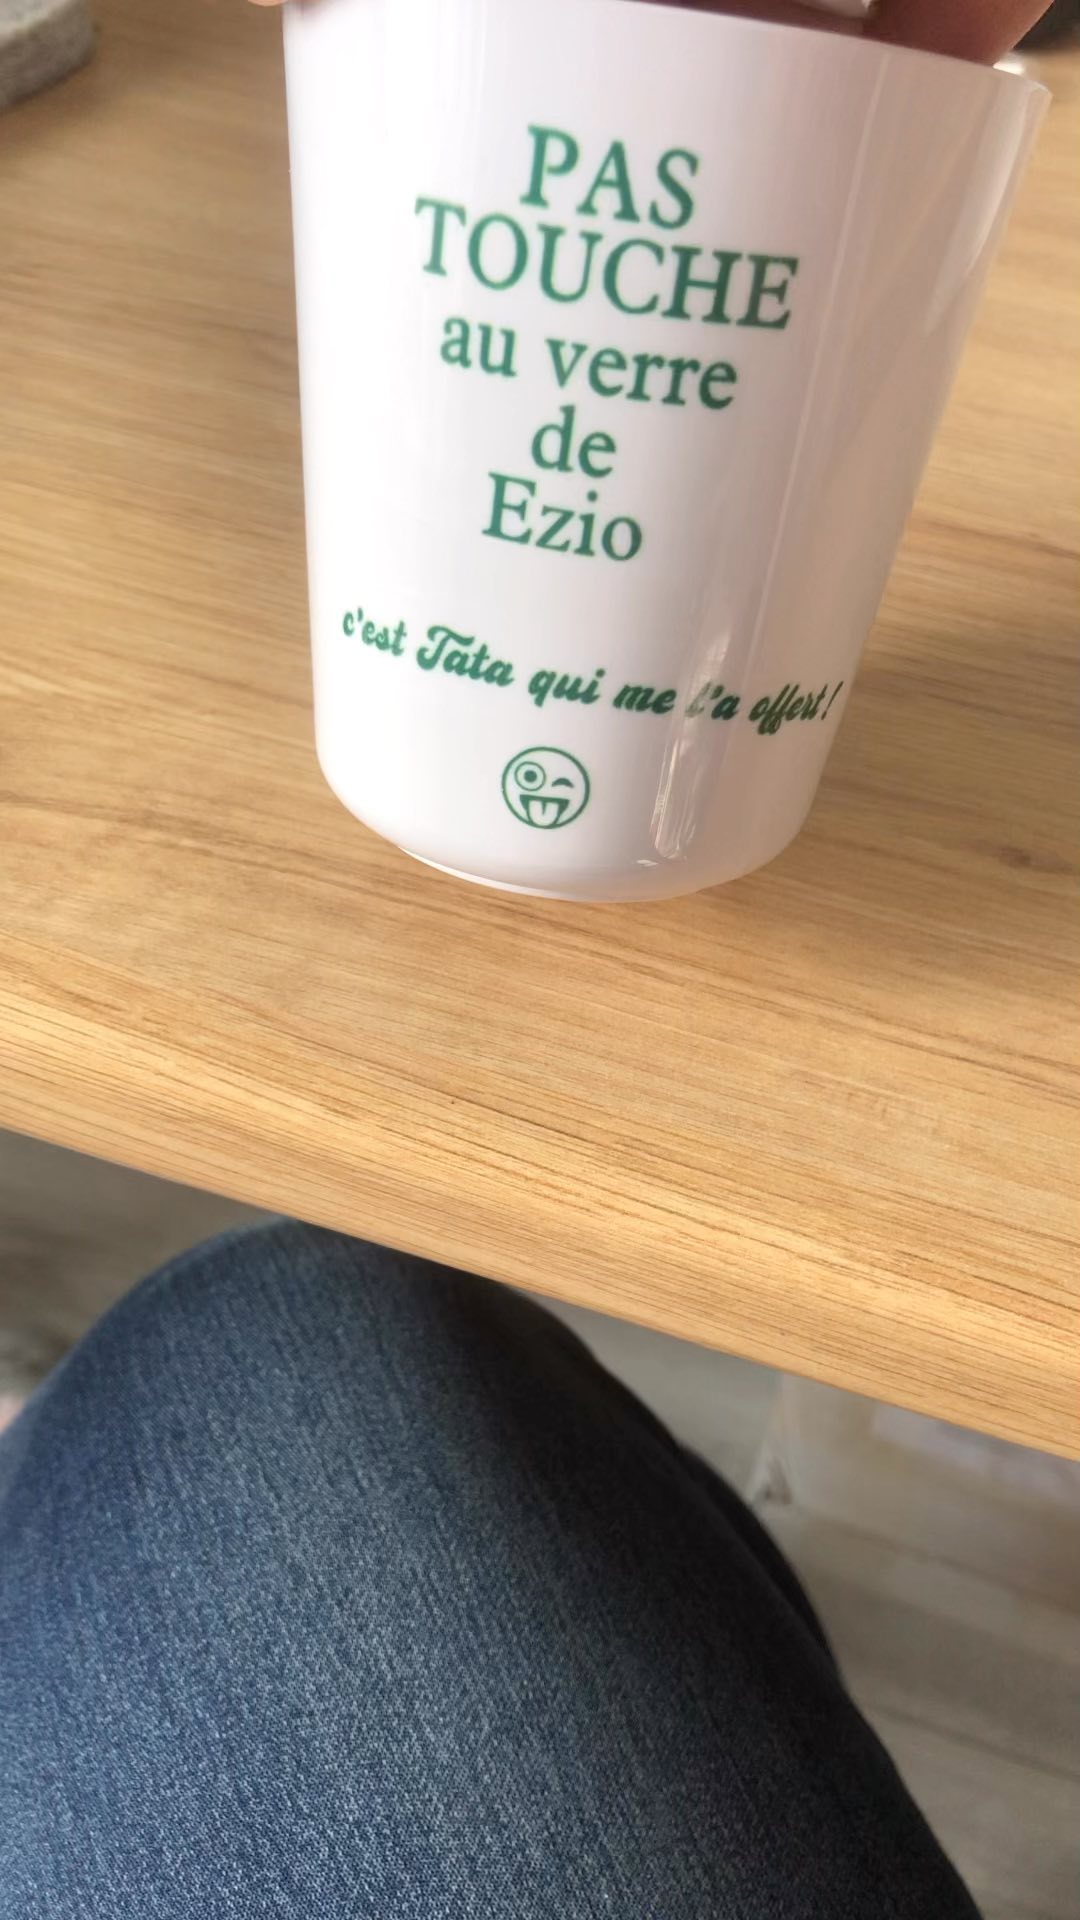 PAS
TOUCHE
au verre
de
Ezio
c'est Tata qui me l'a offert!